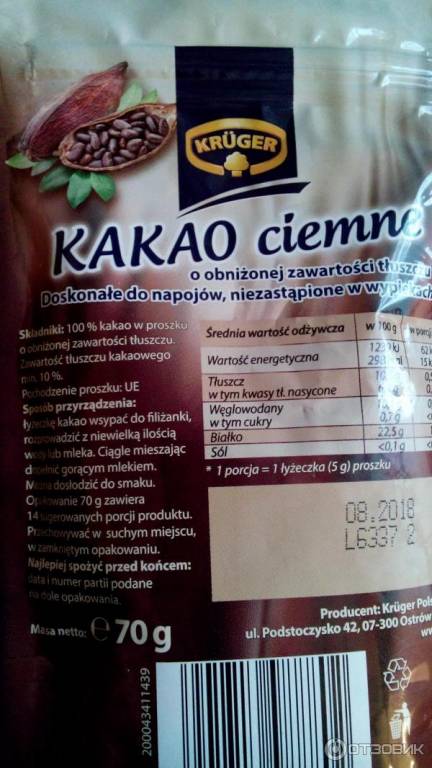 KRÜGER
KAKAO ciemne
o obniżonej zawartości tłuszczu
Doskonałe do napojów, niezastąpione w wypiekach
Składniki: 100 % kakao w proszku
o obniżonej zawartości tłuszczu.
Zawartość tłuszczu kakaowego
min. 10 %.
Pochodzenie proszku: UE
Sposób przyrządzenia:
łyżeczkę kakao wsypać do filiżanki,
rozprowadzić z niewielką ilością
wody lub mleka. Ciągle mieszając
dopełnić gorącym mlekiem.
Można dosłodzić do smaku.
Opakowanie 70 g zawiera
14 sugerowanych porcji produktu.
Przechowywać w suchym miejscu,
w zamkniętym opakowaniu.
Najlepiej spożyć przed końcem:
data i numer partii podane
na dole opakowania.
Masa netto: e 70 g
Średnia wartość odżywcza w 100 g w porcji
Wartość energetyczna
Tłuszcz
w tym kwasy tł. nasycone
Węglowodany
w tym cukry 0,7 g
Białko 22,5 g
Sól <0,1 g
* 1 porcja = 1 łyżeczka (5 g) proszku
08.2018
L6337 2
Producent: Krüger Pols
ul. Podstoczysko 42, 07-300 Ostrów
ww
200043411439
ОТЗОВИК